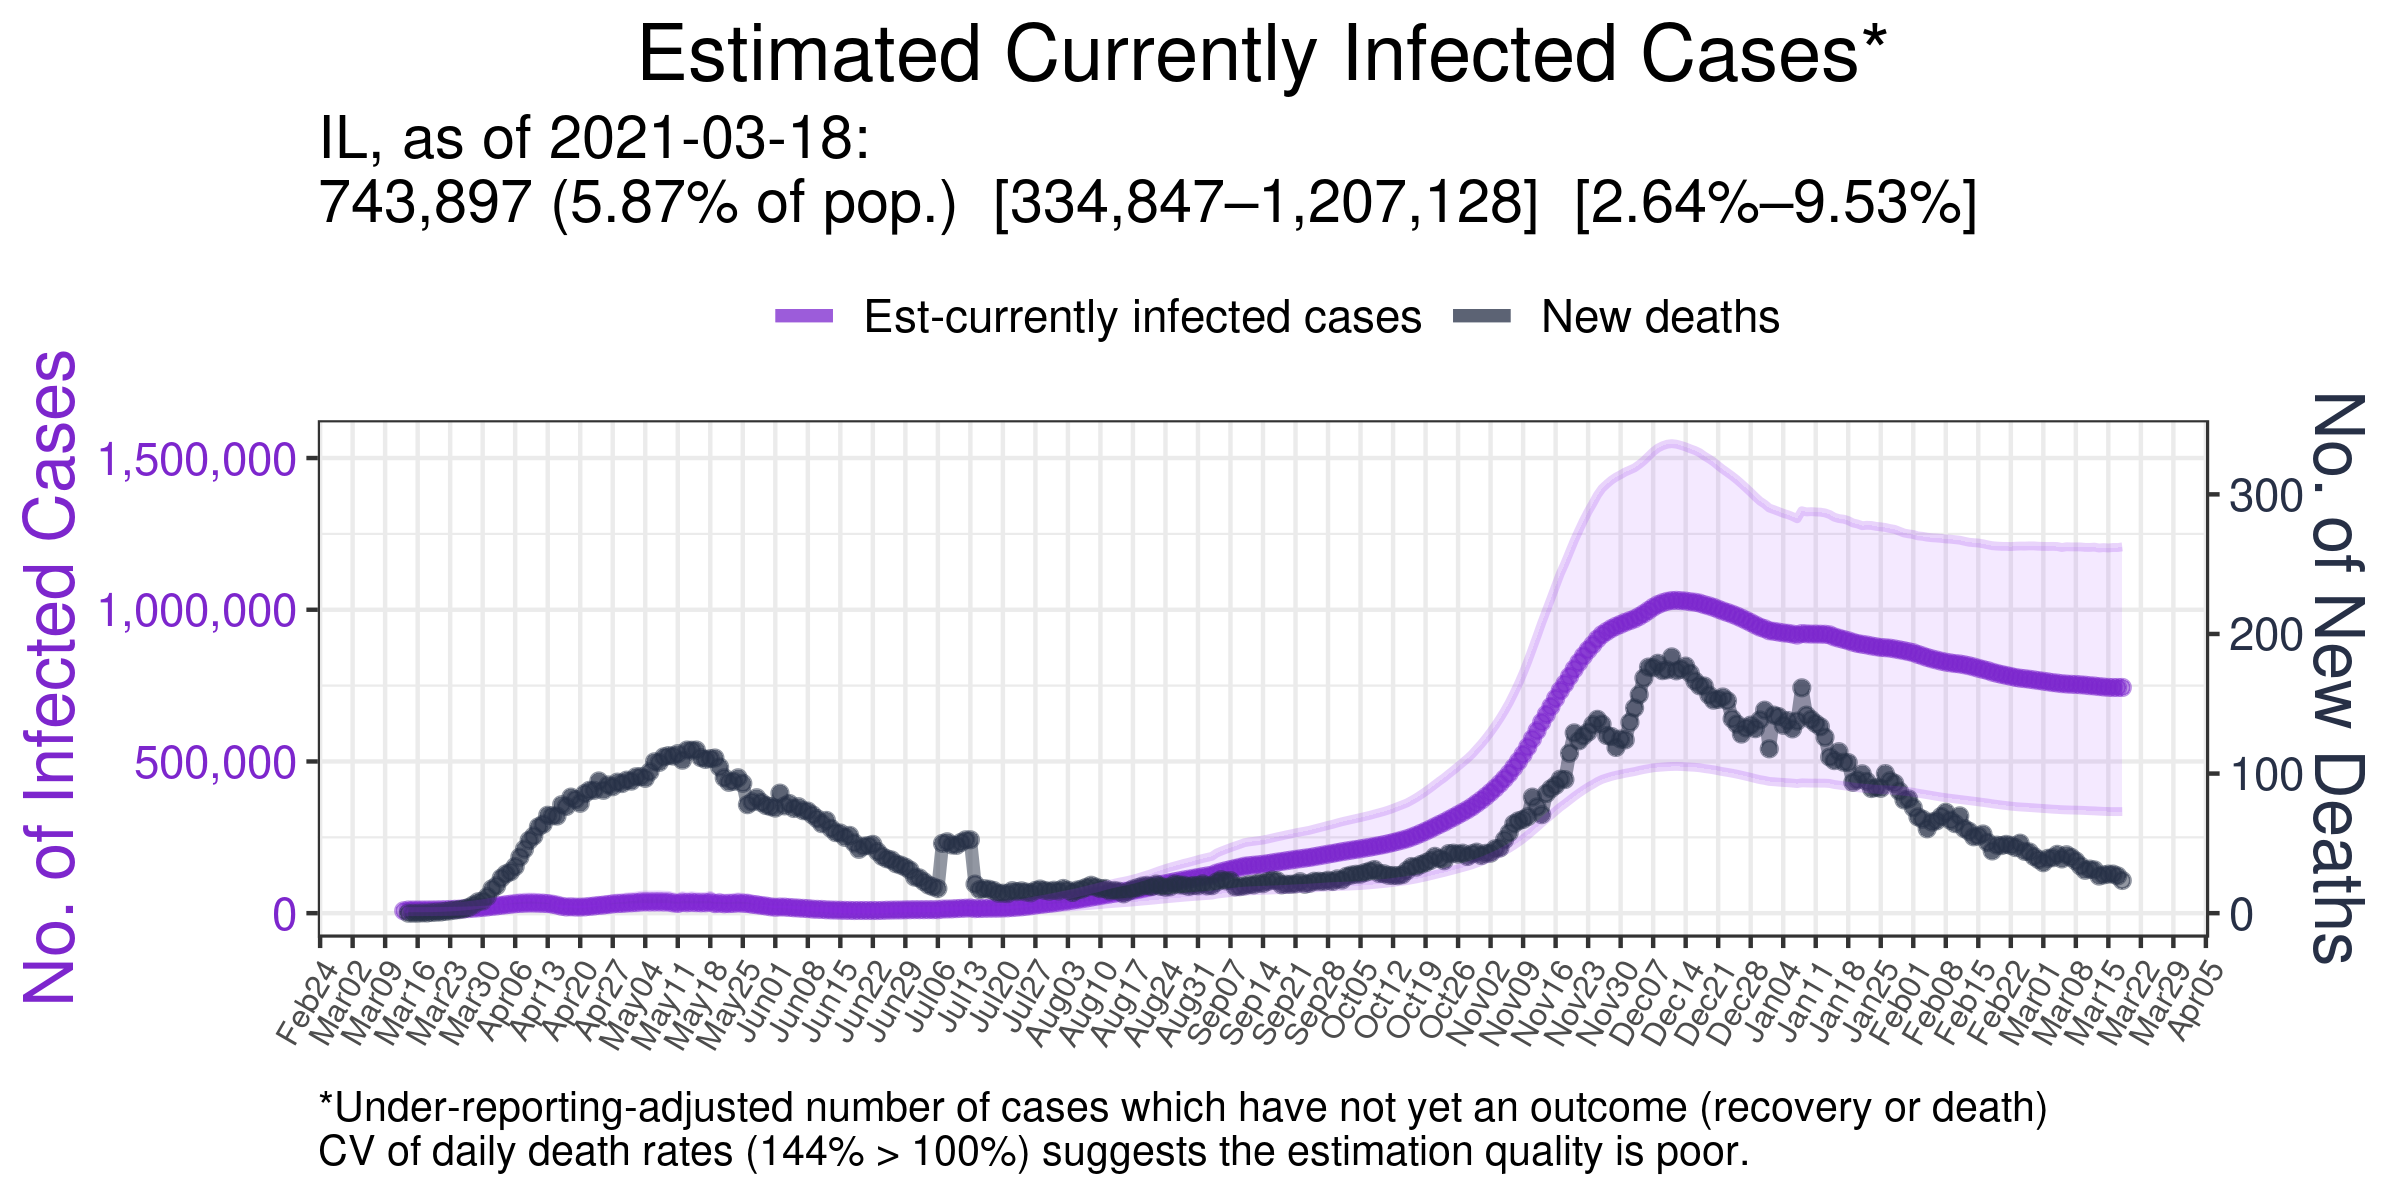 Estimated Currently Infected Cases*
IL, as of 2021-03-18:
743,897 (5.87% of pop.) [334,847–1,207,128] [2.64%–9.53%]
Est-currently infected cases
New deaths
No. of Infected Cases
1,500,000
1,000,000
500,000
0
300
200
100
0
No. of New Deaths
Feb24
Mar02
Mar09
Mar16
Mar23
Mar30
Apr06
Apr13
Apr20
Apr27
May04
May11
May18
May25
Jun01
Jun08
Jun15
Jun22
Jun29
Jul06
Jul13
Jul20
Jul27
Aug03
Aug10
Aug17
Aug24
Aug31
Sep07
Sep14
Sep21
Sep28
Oct05
Oct12
Oct19
Oct26
Nov02
Nov09
Nov16
Nov23
Nov30
Dec07
Dec14
Dec21
Dec28
Jan04
Jan11
Jan18
Jan25
Feb01
Feb08
Feb15
Feb22
Mar01
Mar08
Mar15
Mar22
Mar29
Apr05
*Under-reporting-adjusted number of cases which have not yet an outcome (recovery or death)
CV of daily death rates (144% > 100%) suggests the estimation quality is poor.